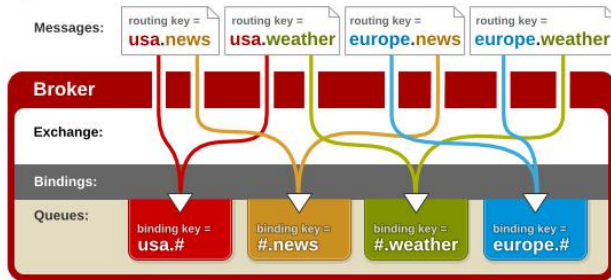 Messages:
routing key =
usa.news
routing key =
usa.weather
routing key =
europe.news
routing key =
europe.weather
Broker
Exchange:
Bindings:
Queues:
binding key =
usa.#
binding key =
#.news
binding key =
#.weather
binding key =
europe.#